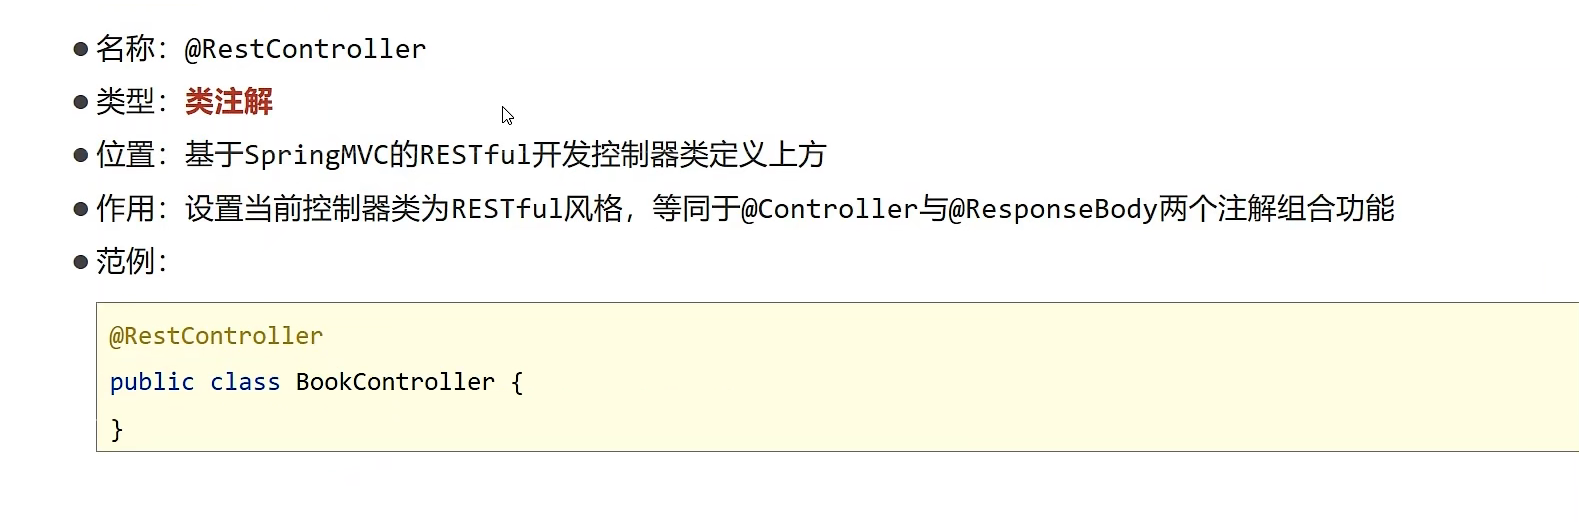 ● 名称：@RestController
● 类型：类注解
● 位置：基于SpringMVC的RESTful开发控制器类定义上方
● 作用：设置当前控制器类为RESTful风格，等同于@Controller与@ResponseBody两个注解组合功能
● 范例：
@RestController
public class BookController {
}